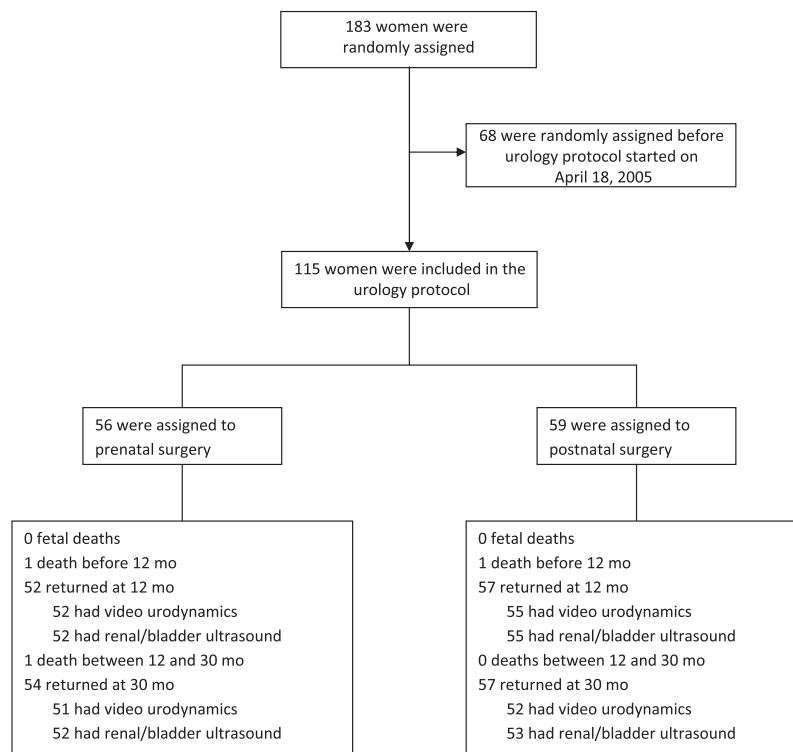 183 women were
randomly assigned
68 were randomly assigned before
urology protocol started on
April 18, 2005
115 women were included in the
urology protocol
56 were assigned to
prenatal surgery
59 were assigned to
postnatal surgery
0 fetal deaths
1 death before 12 mo
52 returned at 12 mo
52 had video urodynamics
52 had renal/bladder ultrasound
1 death between 12 and 30 mo
54 returned at 30 mo
51 had video urodynamics
52 had renal/bladder ultrasound
0 fetal deaths
1 death before 12 mo
57 returned at 12 mo
55 had video urodynamics
55 had renal/bladder ultrasound
0 deaths between 12 and 30 mo
57 returned at 30 mo
52 had video urodynamics
53 had renal/bladder ultrasound